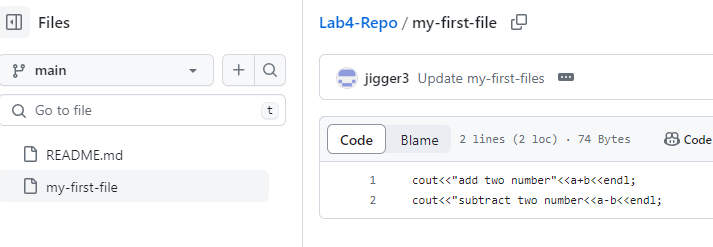 Files
main
Go to file
t
README.md
my-first-file
Lab4-Repo / my-first-file
jigger3 Update my-first-files
Code Blame 2 lines (2 loc) · 74 Bytes Code
1 cout<<"add two number"<<a+b<<endl;
2 cout<<"subtract two number<<a-b<<endl;